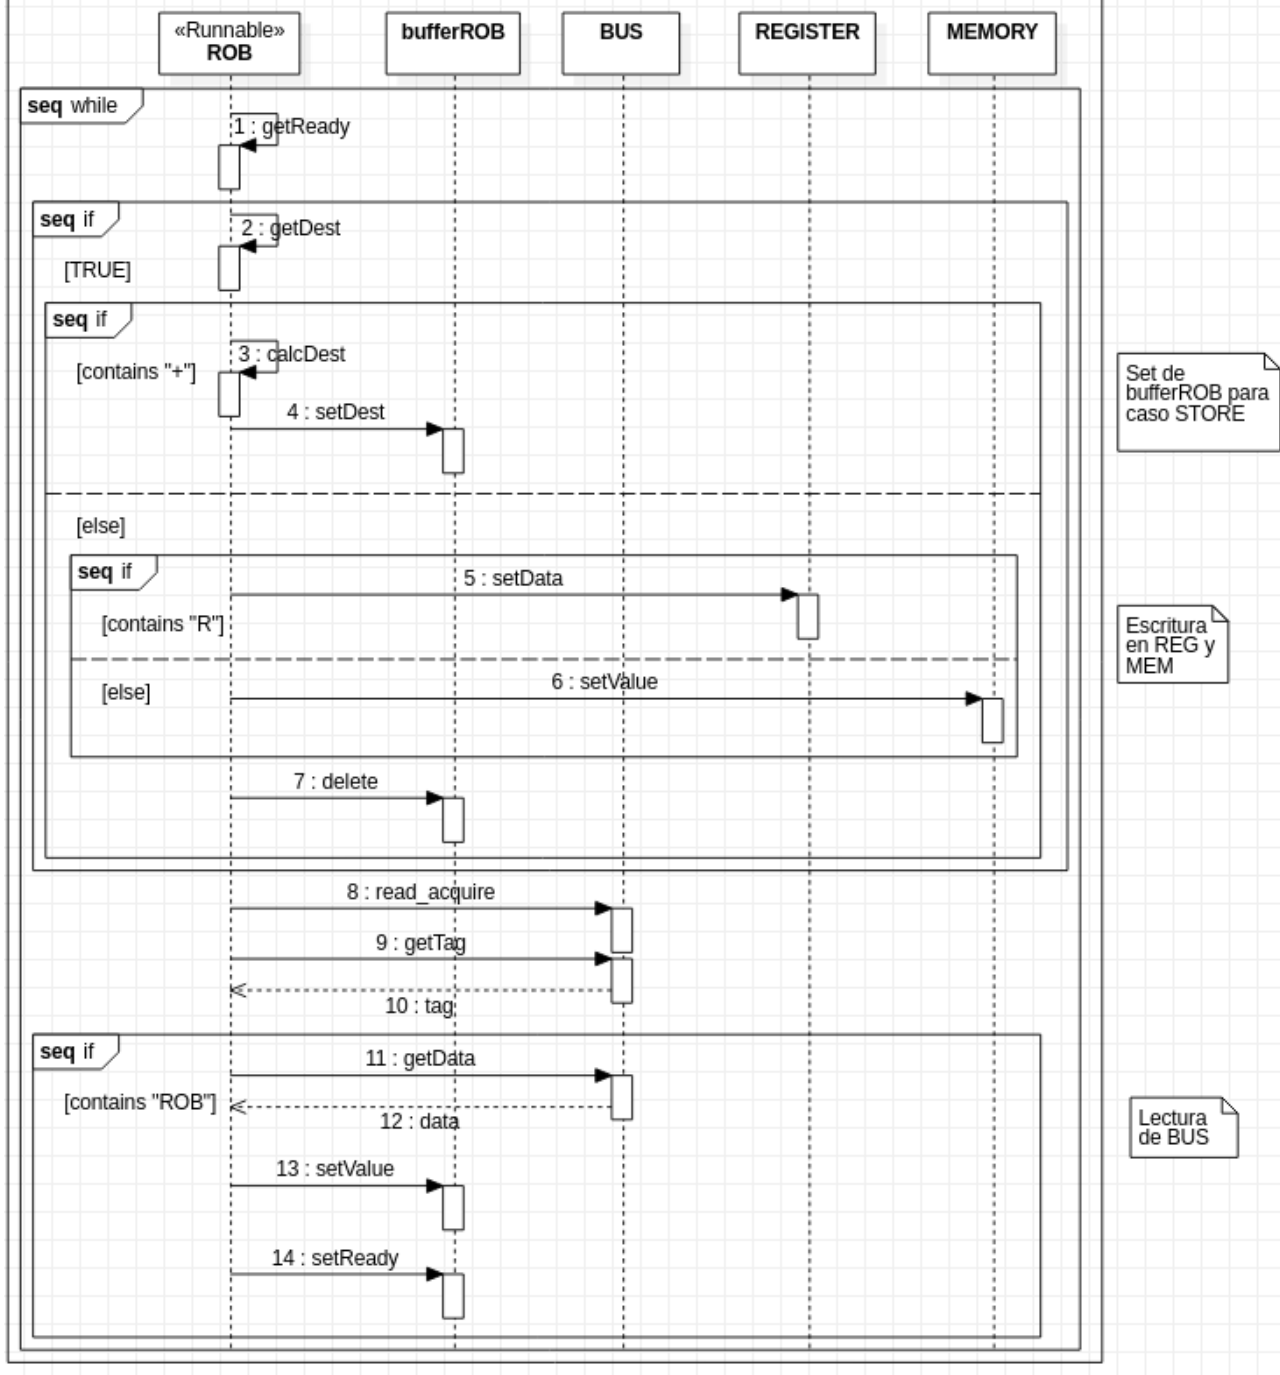 «Runnable»
ROB
bufferROB
BUS
REGISTER
MEMORY
seq while
1 : getReady
seq if
2 : getDest
[TRUE]
seq if
3 : calcDest
[contains "+"]
4 : setDest
Set de
bufferROB para
caso STORE
[else]
seq if
5 : setData
[contains "R"]
Escritura
en REG y
MEM
[else]
6 : setValue
7 : delete
8 : read_acquire
9 : getTag
10 : tag
seq if
11 : getData
[contains "ROB"]
12 : data
Lectura
de BUS
13 : setValue
14 : setReady